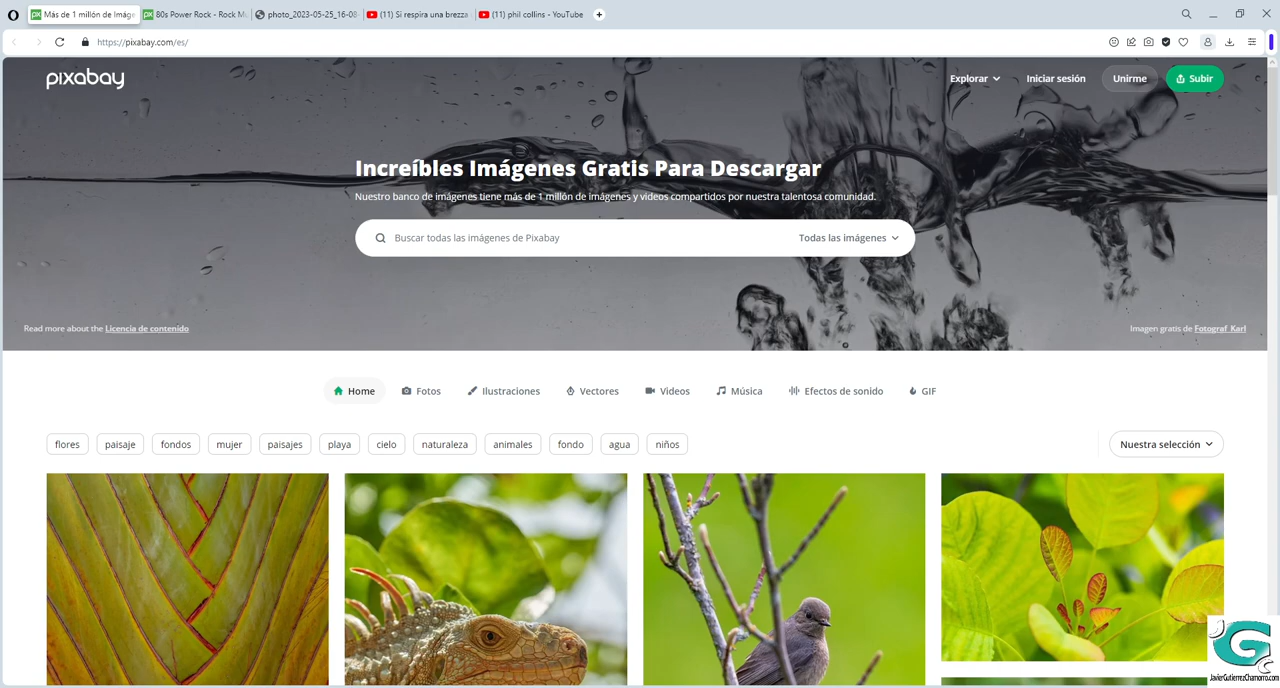 Más de 1 millón de Imáge
80s Power Rock - Rock Mu
photo_2023-05-25_16-08
(11) Si respira una brezza
(11) phil collins - YouTube
https://pixabay.com/es/
pixabay
Explorar
Iniciar sesión
Unirme
Subir
Increíbles Imágenes Gratis Para Descargar
Nuestro banco de imágenes tiene más de 1 millón de imágenes y videos compartidos por nuestra talentosa comunidad.
Buscar todas las imágenes de Pixabay
Todas las imágenes
Read more about the Licencia de contenido
Imagen gratis de Fotograf_Karl
Home
Fotos
Ilustraciones
Vectores
Videos
Música
Efectos de sonido
GIF
flores
paisaje
fondos
mujer
paisajes
playa
cielo
naturaleza
animales
fondo
agua
niños
Nuestra selección
JavierGutierrezChamorro.com